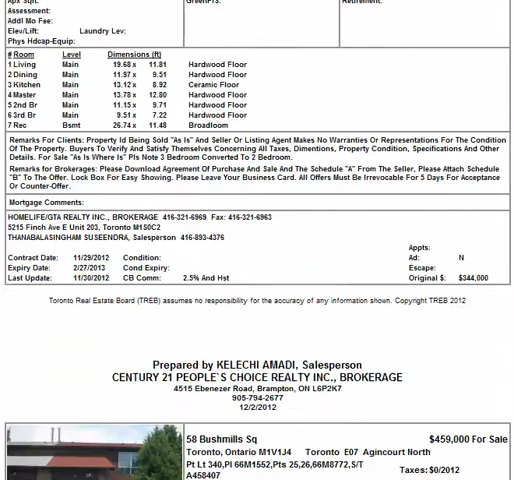 Apx Sqft:
Assessment:
Addl Mo Fee:
Elev/Lift: Laundry Lev:
Phys Hdcap-Equip:
GreenPIS:
Retirement:
# Room Level Dimensions (ft)
1 Living Main 19.68 x 11.81 Hardwood Floor
2 Dining Main 11.97 x 9.51 Hardwood Floor
3 Kitchen Main 13.12 x 8.92 Ceramic Floor
4 Master Main 13.78 x 12.80 Hardwood Floor
5 2nd Br Main 11.15 x 9.71 Hardwood Floor
6 3rd Br Main 9.51 x 7.22 Hardwood Floor
7 Rec Bsmt 26.74 x 11.48 Broadloom
Remarks For Clients: Property Id Being Sold "As Is" And Seller Or Listing Agent Makes No Warranties Or Representations For The Condition
Of The Property. Buyers To Verify And Satisfy Themselves Concerning All Taxes, Dimentions, Property Condition, Specifications And Other
Details. For Sale "As Is Where Is" Pls Note 3 Bedroom Converted To 2 Bedroom.
Remarks for Brokerages: Please Download Agreement Of Purchase And Sale And The Schedule "A" From The Seller, Please Attach Schedule
"B" To The Offer. Lock Box For Easy Showing. Please Leave Your Business Card. All Offers Must Be Irrevocable For 5 Days For Acceptance
Or Counter-Offer.
Mortgage Comments:
HOMELIFE/GTA REALTY INC., BROKERAGE 416-321-6969 Fax: 416-321-6963
5215 Finch Ave E Unit 203, Toronto M1S0C2
THANABALASINGHAM SUSEENDRA, Salesperson 416-893-4376
Appts:
Contract Date: 11/29/2012 Condition: Ad: N
Expiry Date: 2/27/2013 Cond Expiry: Escape:
Last Update: 11/30/2012 CB Comm: 2.5% And Hst Original $: $344,000
Toronto Real Estate Board (TREB) assumes no responsibility for the accuracy of any information shown. Copyright TREB 2012
Prepared by KELECHI AMADI, Salesperson
CENTURY 21 PEOPLE`S CHOICE REALTY INC., BROKERAGE
4515 Ebenezer Road, Brampton, ON L6P2K7
905-794-2677
12/2/2012
58 Bushmills Sq $459,000 For Sale
Toronto, Ontario M1V1J4 Toronto E07 Agincourt North
Pt Lt 340,Pl 66M1552,Pts 25,26,66M8772,S/T
A458407
Taxes: $0/2012